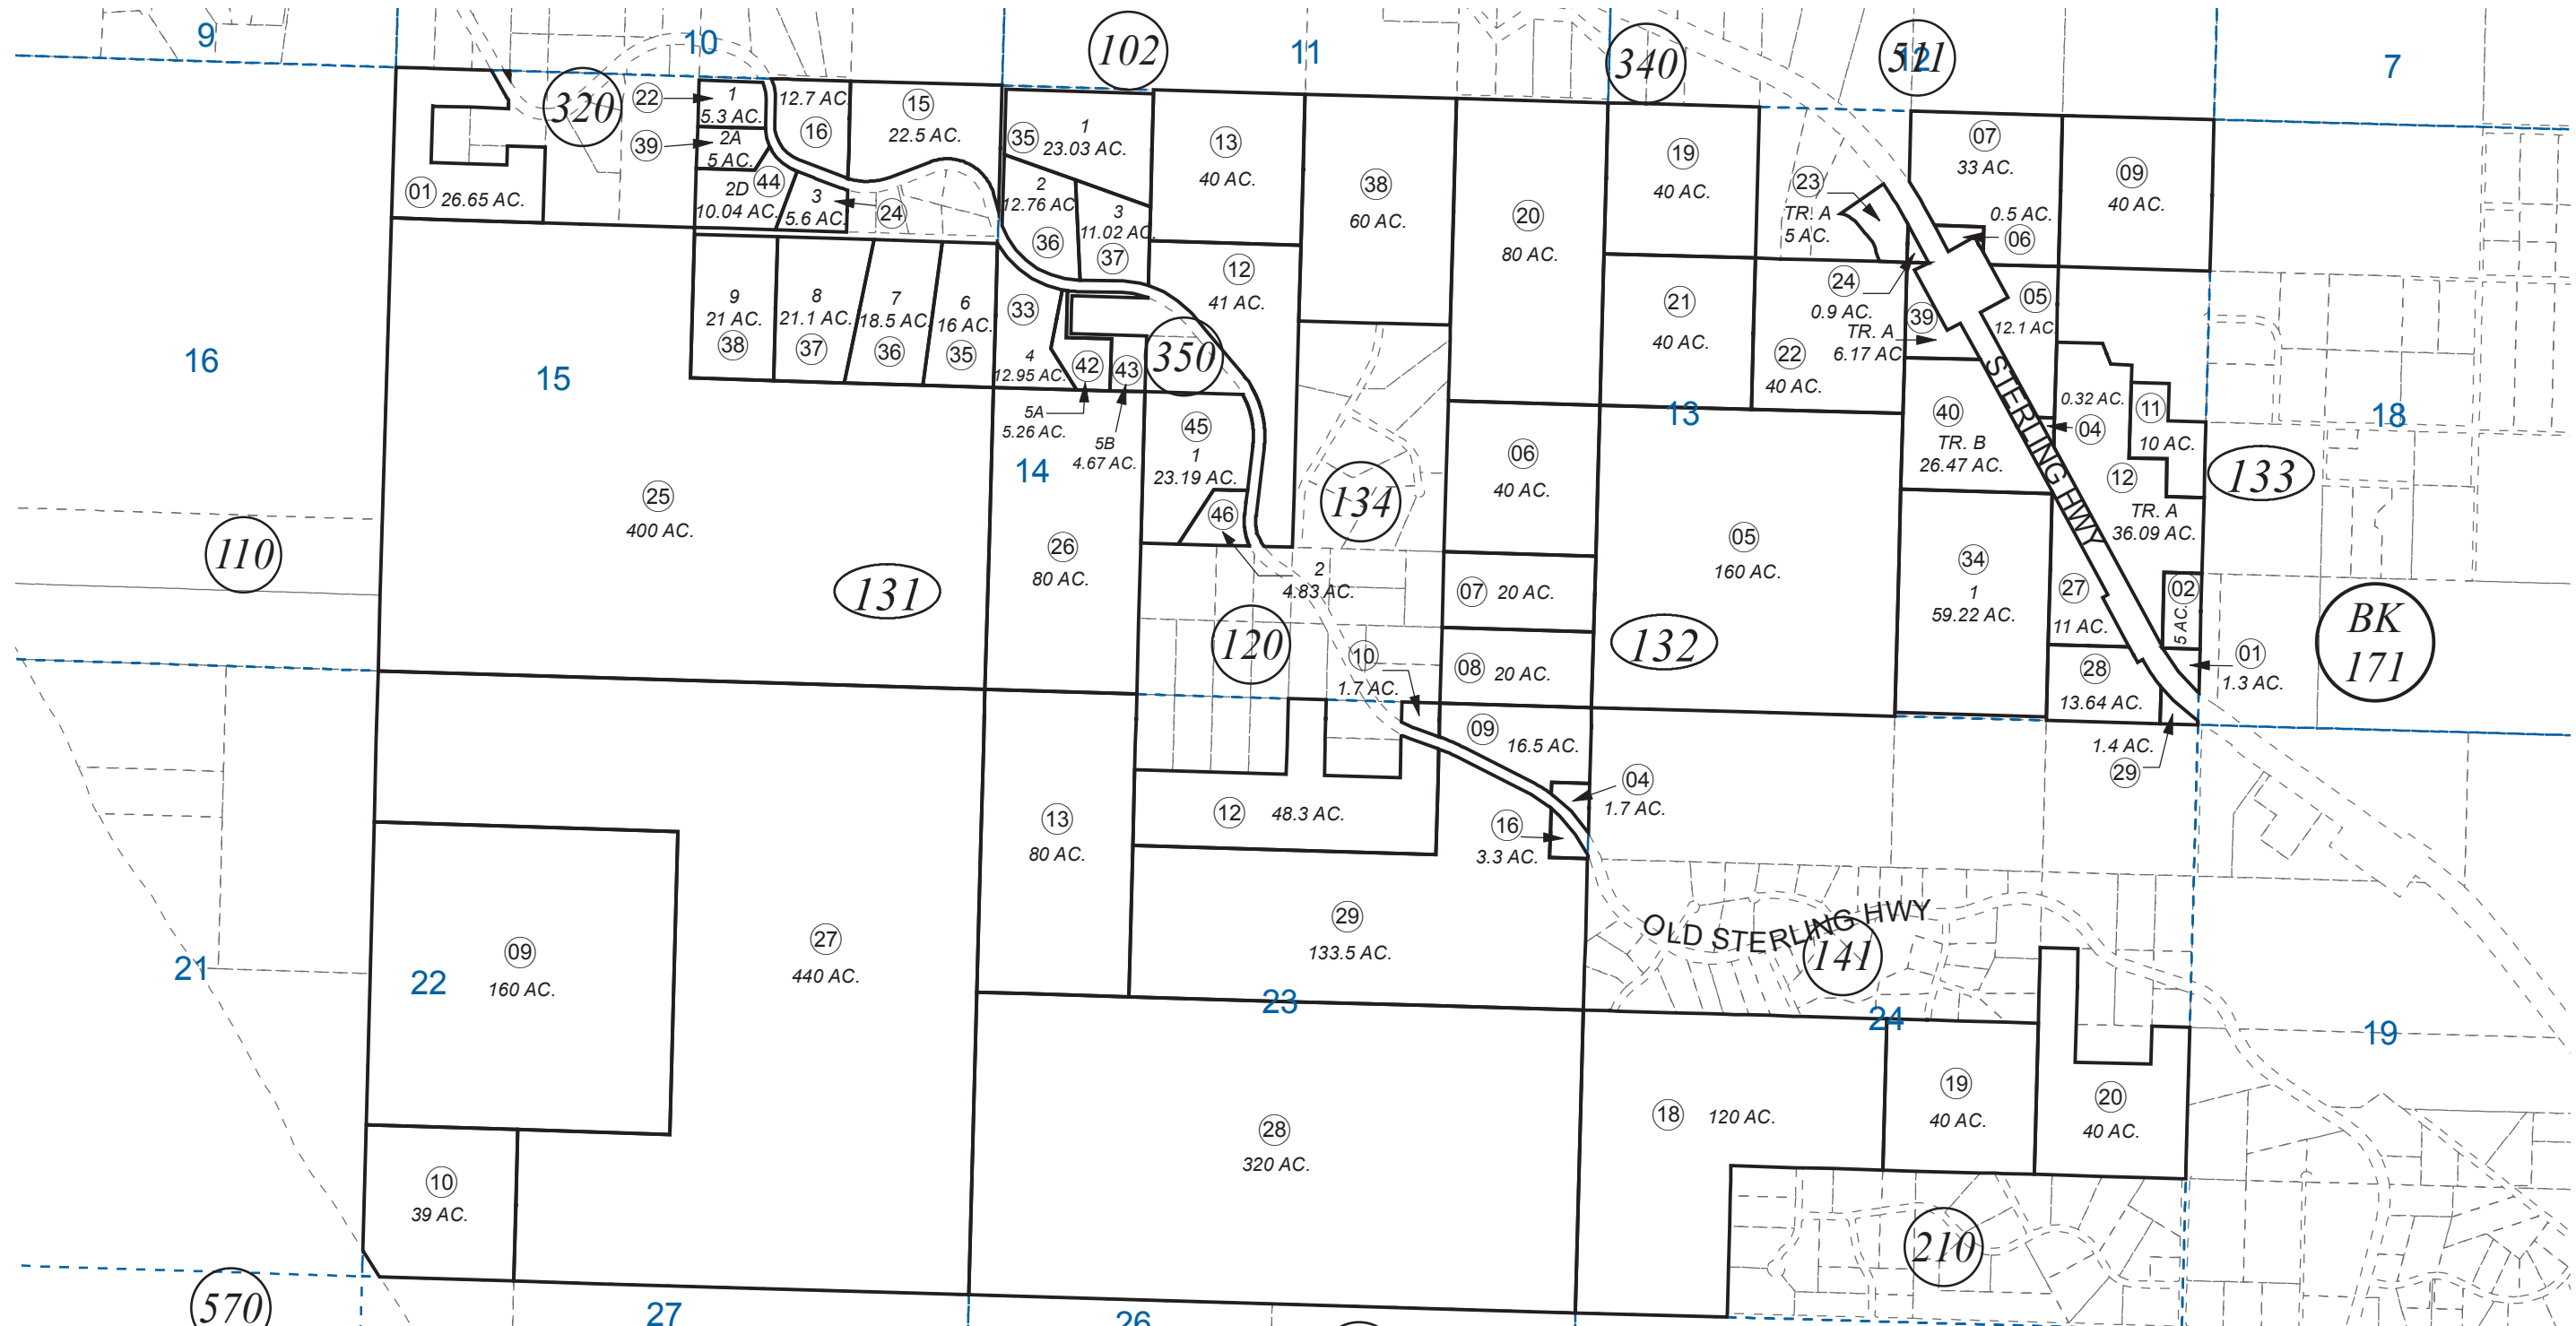 9
10
102
11
340
511
12
7
320
22
1
5.3 AC.
12.7 AC.
16
15
22.5 AC.
39
2A
5 AC.
44
2D
10.04 AC.
3
5.6 AC.
24
01
26.65 AC.
35
1
23.03 AC.
2
12.76 AC.
36
3
11.02 AC.
37
13
40 AC.
38
60 AC.
20
80 AC.
19
40 AC.
23
TR. A
5 AC.
07
33 AC.
09
40 AC.
0.5 AC.
06
12
41 AC.
21
40 AC.
24
0.9 AC.
22
40 AC.
39
TR. A
6.17 AC.
05
12.1 AC.
16
15
9
21 AC.
38
8
21.1 AC.
37
7
18.5 AC.
36
6
16 AC.
35
33
4
12.95 AC.
42
43
350
5A
5.26 AC.
5B
4.67 AC.
14
45
1
23.19 AC.
46
2
4.83 AC.
134
06
40 AC.
13
40
TR. B
26.47 AC.
STERLING HWY
0.32 AC.
04
11
10 AC.
12
TR. A
36.09 AC.
18
133
110
25
400 AC.
131
26
80 AC.
120
07 20 AC.
08 20 AC.
05
160 AC.
132
34
1
59.22 AC.
27
11 AC.
02
5 AC.
28
13.64 AC.
01
1.3 AC.
BK
171
1.4 AC.
29
10
1.7 AC.
09
16.5 AC.
04
1.7 AC.
16
3.3 AC.
12 48.3 AC.
13
80 AC.
29
133.5 AC.
OLD STERLING HWY
141
21
22
09
160 AC.
27
440 AC.
23
24
19
28
320 AC.
18 120 AC.
19
40 AC.
20
40 AC.
10
39 AC.
210
570
27
26